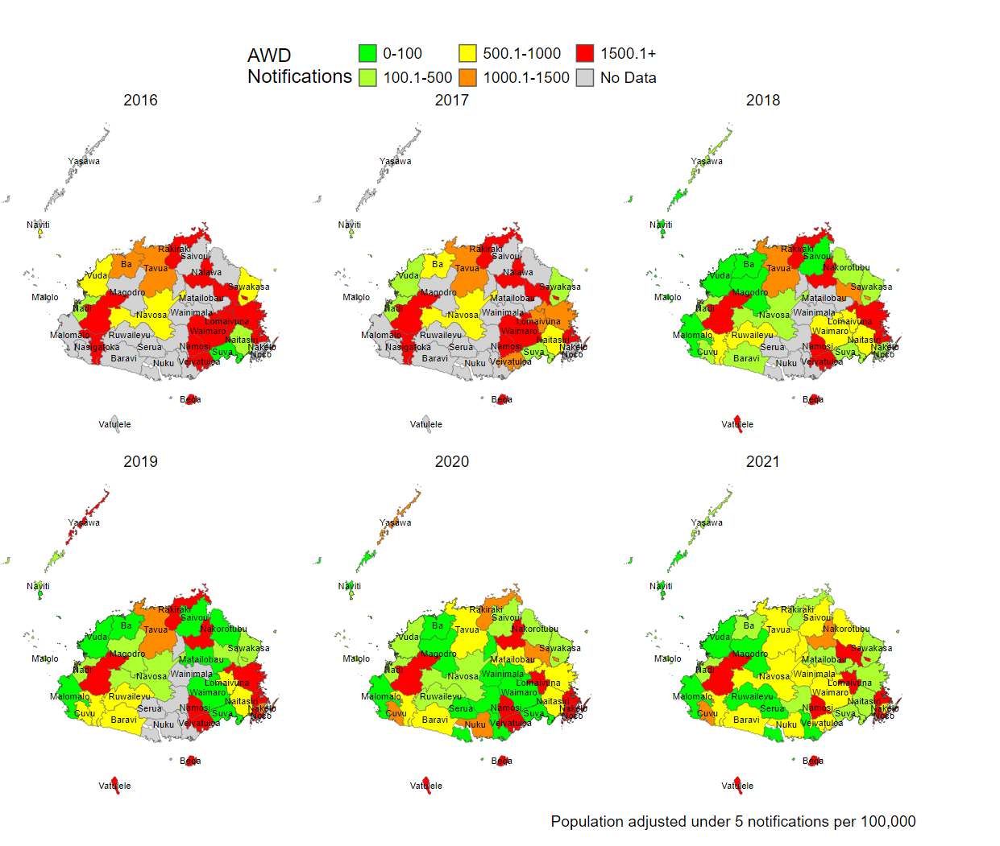 AWD
Notifications
0-100
500.1-1000
1500.1+
100.1-500
1000.1-1500
No Data
2016
2017
2018
Yasawa
Naviti
Rakiraki
Saivou
Ba
Tavua
Nalawa
Vuda
Magodro
Sawakasa
Malolo
Matailobau
Nadi
Navosa
Wainimala
Lomaivuna
Malomalo
Ruwailevu
Waimaro
Naitasiri
Nasigatoka
Serua
Namosi
Suva
Nakelo
Noco
Baravi
Nuku
Veivatuloa
Beqa
Vatulele
Yasawa
Naviti
Rakiraki
Saivou
Ba
Tavua
Nalawa
Vuda
Magodro
Sawakasa
Malolo
Matailobau
Nadi
Navosa
Wainimala
Lomaivuna
Malomalo
Ruwailevu
Waimaro
Naitasiri
Nasigatoka
Serua
Namosi
Suva
Nakelo
Noco
Baravi
Nuku
Veivatuloa
Beqa
Vatulele
Yasawa
Naviti
Rakiraki
Saivou
Ba
Tavua
Nakorotubu
Vuda
Magodro
Sawakasa
Malolo
Matailobau
Nadi
Navosa
Wainimala
Lomaivuna
Malomalo
Ruwailevu
Waimaro
Naitasiri
Cuvu
Serua
Namosi
Suva
Nakelo
Noco
Baravi
Nuku
Veivatuloa
Beqa
Vatulele
2019
2020
2021
Yasawa
Naviti
Rakiraki
Saivou
Ba
Tavua
Nakorotubu
Vuda
Magodro
Sawakasa
Malolo
Matailobau
Nadi
Navosa
Wainimala
Lomaivuna
Malomalo
Ruwailevu
Waimaro
Naitasiri
Cuvu
Serua
Namosi
Suva
Nakelo
Noco
Baravi
Nuku
Veivatuloa
Beqa
Vatulele
Yasawa
Naviti
Rakiraki
Saivou
Ba
Tavua
Nakorotubu
Vuda
Magodro
Sawakasa
Malolo
Matailobau
Nadi
Navosa
Wainimala
Lomaivuna
Malomalo
Ruwailevu
Waimaro
Naitasiri
Cuvu
Serua
Namosi
Suva
Nakelo
Noco
Baravi
Nuku
Veivatuloa
Beqa
Vatulele
Yasawa
Naviti
Rakiraki
Saivou
Ba
Tavua
Nakorotubu
Vuda
Magodro
Sawakasa
Malolo
Matailobau
Nadi
Navosa
Wainimala
Lomaivuna
Malomalo
Ruwailevu
Waimaro
Naitasiri
Cuvu
Serua
Namosi
Suva
Nakelo
Noco
Baravi
Nuku
Veivatuloa
Beqa
Vatulele
Population adjusted under 5 notifications per 100,000